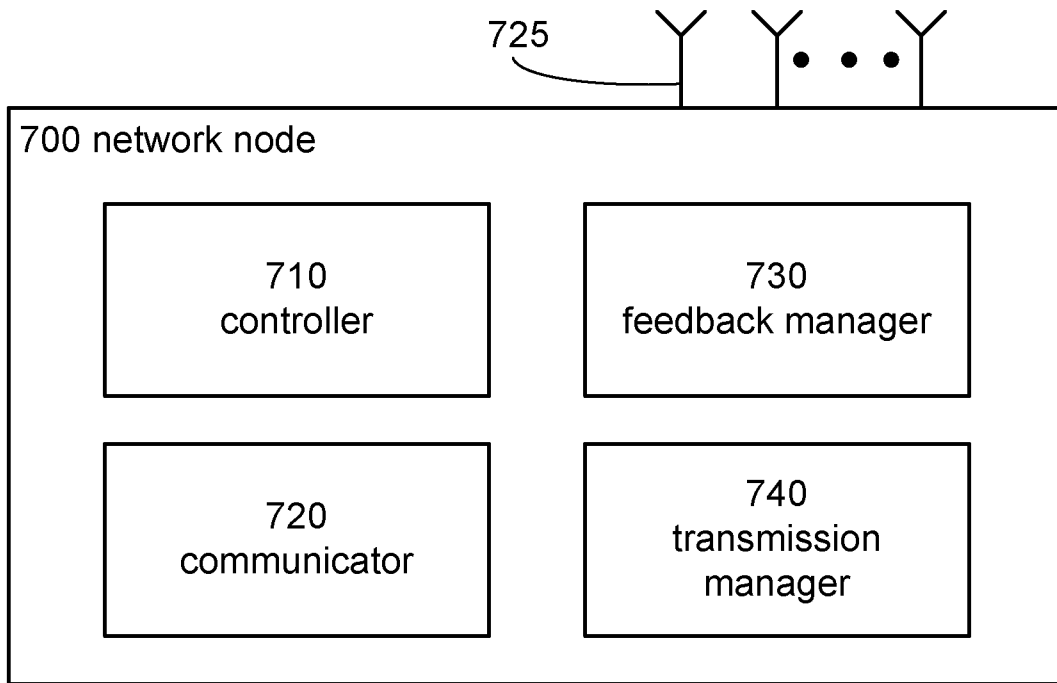 725
700 network node
710
controller
730
feedback manager
720
communicator
740
transmission
manager